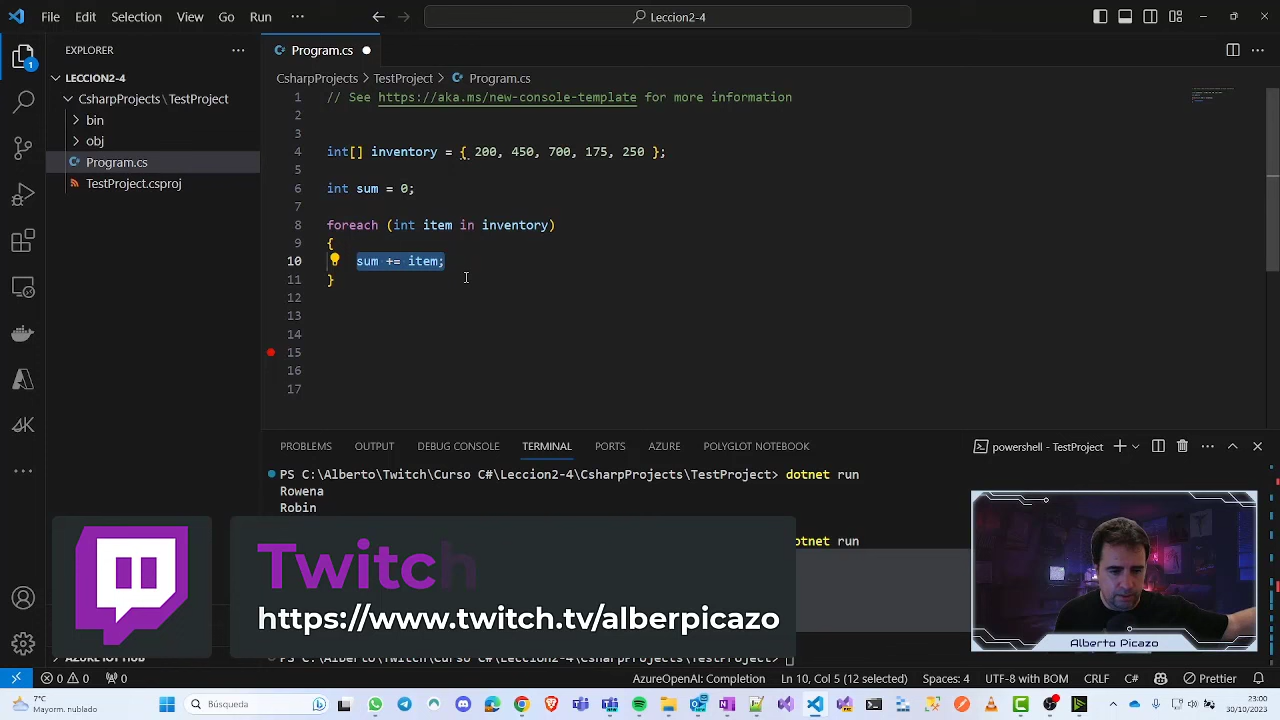 File Edit Selection View Go Run ···
Leccion2-4
EXPLORER
Program.cs
LECCION2-4
CsharpProjects > TestProject > Program.cs
CsharpProjects \ TestProject
bin
obj
Program.cs
TestProject.csproj
1 // See https://aka.ms/new-console-template for more information
2
3
4 int[] inventory = { 200, 450, 700, 175, 250 };
5
6 int sum = 0;
7
8 foreach (int item in inventory)
9 {
10 sum += item;
11 }
12
13
14
15
16
17
PROBLEMS OUTPUT DEBUG CONSOLE TERMINAL PORTS AZURE POLYGLOT NOTEBOOK
powershell - TestProject
PS C:\Alberto\Twitch\Curso C#\Leccion2-4\CsharpProjects\TestProject> dotnet run
Rowena
Robin
dotnet run
Twitch
https://www.twitch.tv/alberpicazo
Alberto Picazo
0 0 0
AzureOpenAI: Completion Ln 10, Col 5 (12 selected) Spaces: 4 UTF-8 with BOM CRLF C# Prettier
7°C
Mayorm. nublado
Búsqueda
23:00
30/10/2023